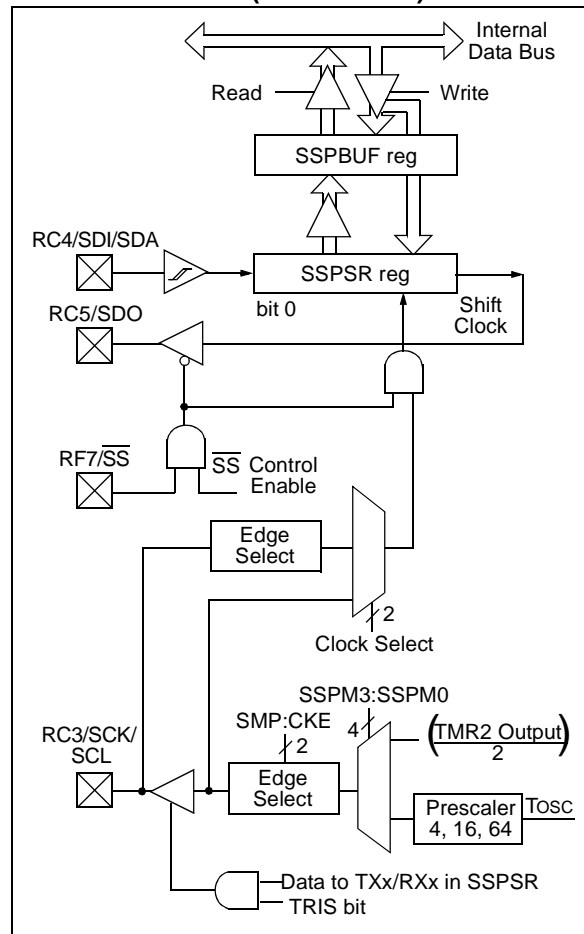 Internal
Data Bus
Read
Write
SSPBUF reg
RC4/SDI/SDA
SSPSR reg
bit 0
Shift
Clock
RC5/SDO
RF7/S̅S̅
S̅S̅ Control
Enable
Edge
Select
2
Clock Select
SSPM3:SSPM0
SMP:CKE
4
(TMR2 Output)
2
2
RC3/SCK/
SCL
Edge
Select
Prescaler
4, 16, 64
TOSC
Data to TXx/RXx in SSPSR
TRIS bit